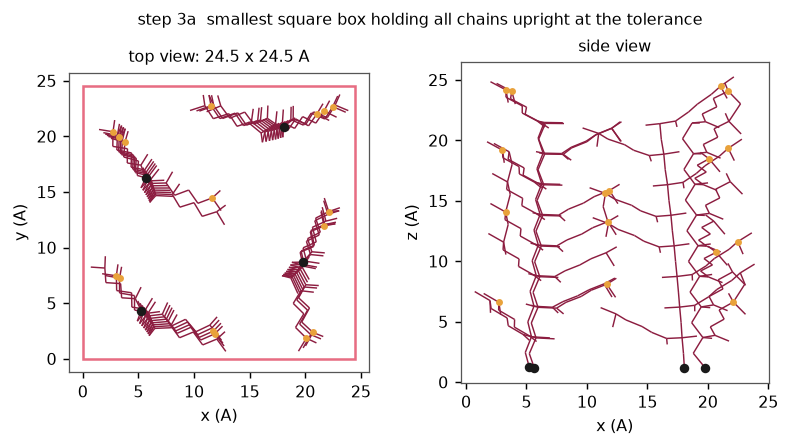 step 3a  smallest square box holding all chains upright at the tolerance
top view: 24.5 x 24.5 A
side view
25
20
15
10
5
0
y (A)
0 5 10 15 20 25
x (A)
25
20
15
10
5
0
z (A)
0 5 10 15 20 25
x (A)